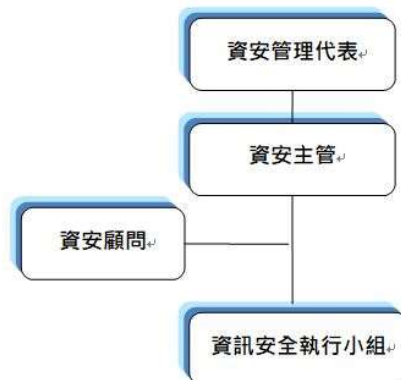 資安管理代表
資安主管
資安顧問
資訊安全執行小組